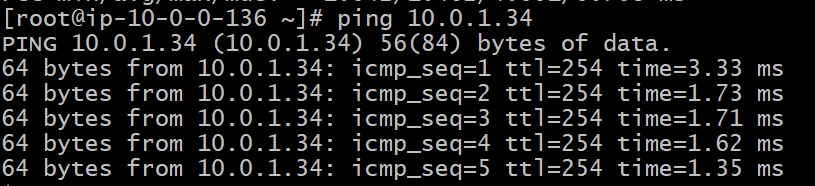 [root@ip-10-0-0-136 ~]# ping 10.0.1.34
PING 10.0.1.34 (10.0.1.34) 56(84) bytes of data.
64 bytes from 10.0.1.34: icmp_seq=1 ttl=254 time=3.33 ms
64 bytes from 10.0.1.34: icmp_seq=2 ttl=254 time=1.73 ms
64 bytes from 10.0.1.34: icmp_seq=3 ttl=254 time=1.71 ms
64 bytes from 10.0.1.34: icmp_seq=4 ttl=254 time=1.62 ms
64 bytes from 10.0.1.34: icmp_seq=5 ttl=254 time=1.35 ms